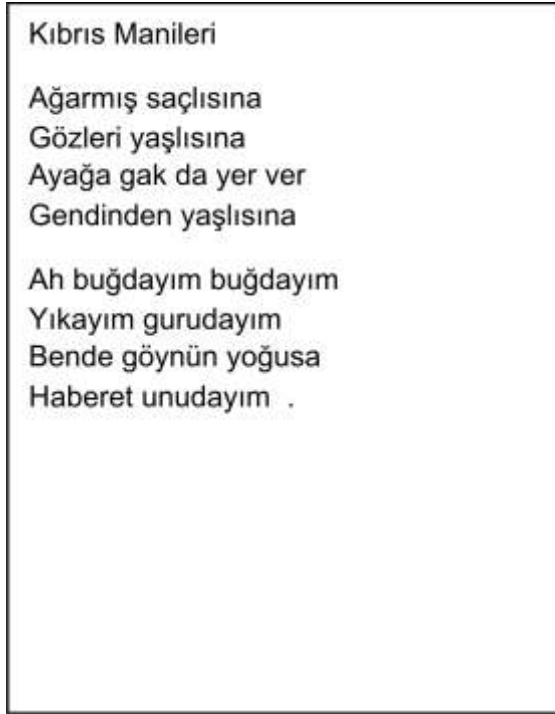 Kıbrıs Manileri
Ağarmış saçlısına
Gözleri yaşlısına
Ayağa gak da yer ver
Gendinden yaşlısına
Ah buğdayım buğdayım
Yıkayım gurudayım
Bende göynün yoğusa
Haberet unudayım .